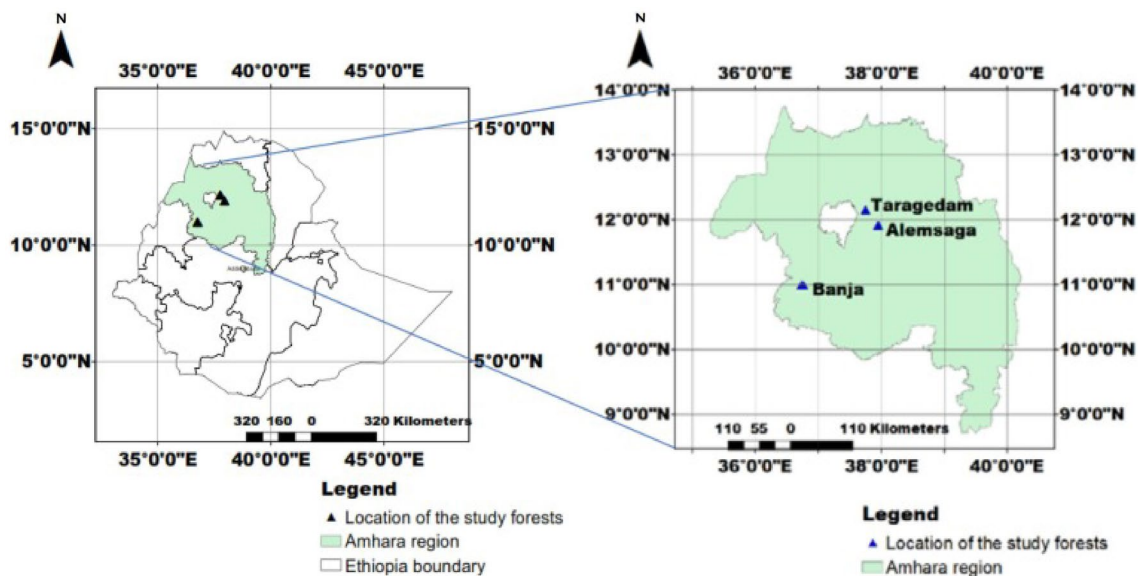 N
35°0'0"E 40°0'0"E 45°0'0"E
15°0'0"N 15°0'0"N
10°0'0"N 10°0'0"N
5°0'0"N 5°0'0"N
320 160 0 320 Kilometers
35°0'0"E 40°0'0"E 45°0'0"E
Legend
Location of the study forests
Amhara region
Ethiopia boundary
N
36°0'0"E 38°0'0"E 40°0'0"E
14°0'0"N 14°0'0"N
13°0'0"N 13°0'0"N
Taragedam
12°0'0"N 12°0'0"N
Alemsaga
11°0'0"N Banja 11°0'0"N
10°0'0"N 10°0'0"N
9°0'0"N 9°0'0"N
110 55 0 110 Kilometers
36°0'0"E 38°0'0"E 40°0'0"E
Legend
Location of the study forests
Amhara region